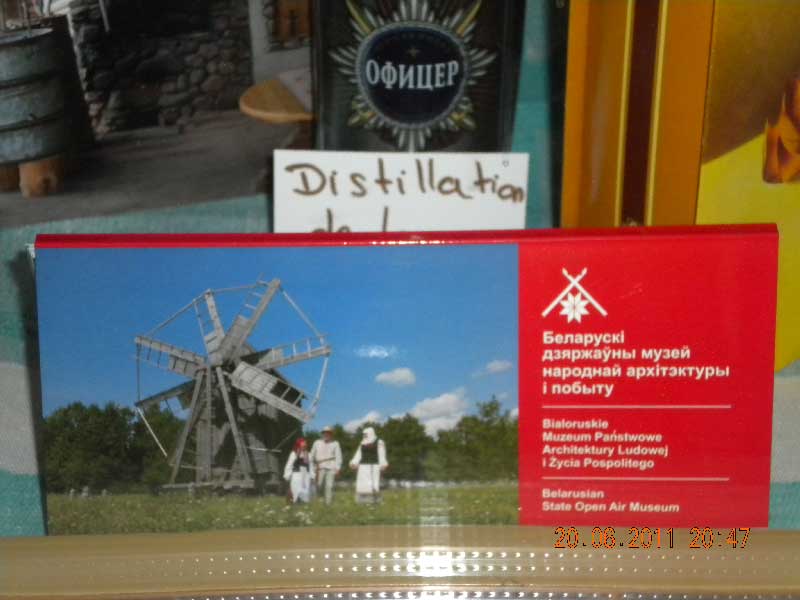 ОФИЦЕР
Distillation
Беларускі
дзяржаўны музей
народнай архітэктуры
і побыту
Bialoruskie
Muzeum Państwowe
Architektury Ludowej
i Życia Pospolitego
Belarusian
State Open Air Museum
20.06.2011 20:47